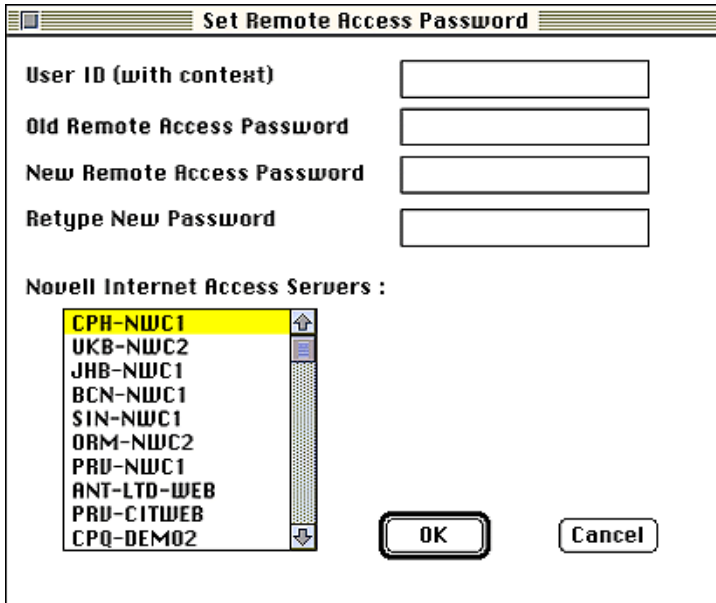 Set Remote Access Password
User ID (with context)
Old Remote Access Password
New Remote Access Password
Retype New Password
Novell Internet Access Servers :
CPH-NWC1
UKB-NWC2
JHB-NWC1
BCN-NWC1
SIN-NWC1
ORM-NWC2
PRV-NWC1
ANT-LTD-WEB
PRV-CITWEB
CPQ-DEMO2
OK
Cancel